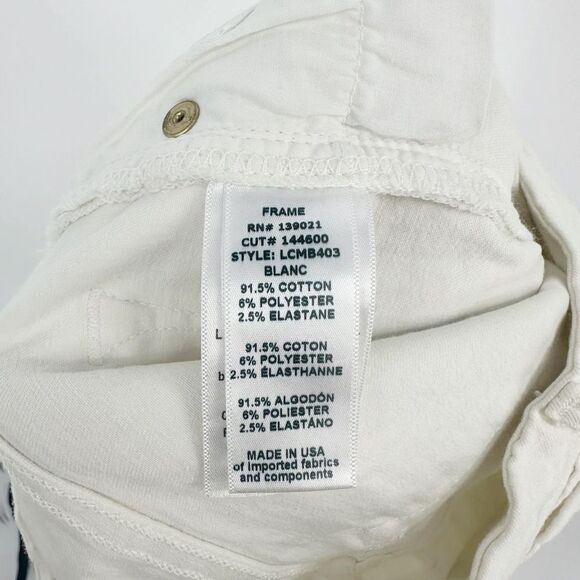 FRAME
RN# 139021
CUT# 144600
STYLE: LCMB403
BLANC
91.5% COTTON
6% POLYESTER
2.5% ELASTANE
91.5% COTON
6% POLYESTER
2.5% ÉLASTHANNE
91.5% ALGODÓN
6% POLIESTER
2.5% ELASTÁNO
MADE IN USA
of imported fabrics
and components